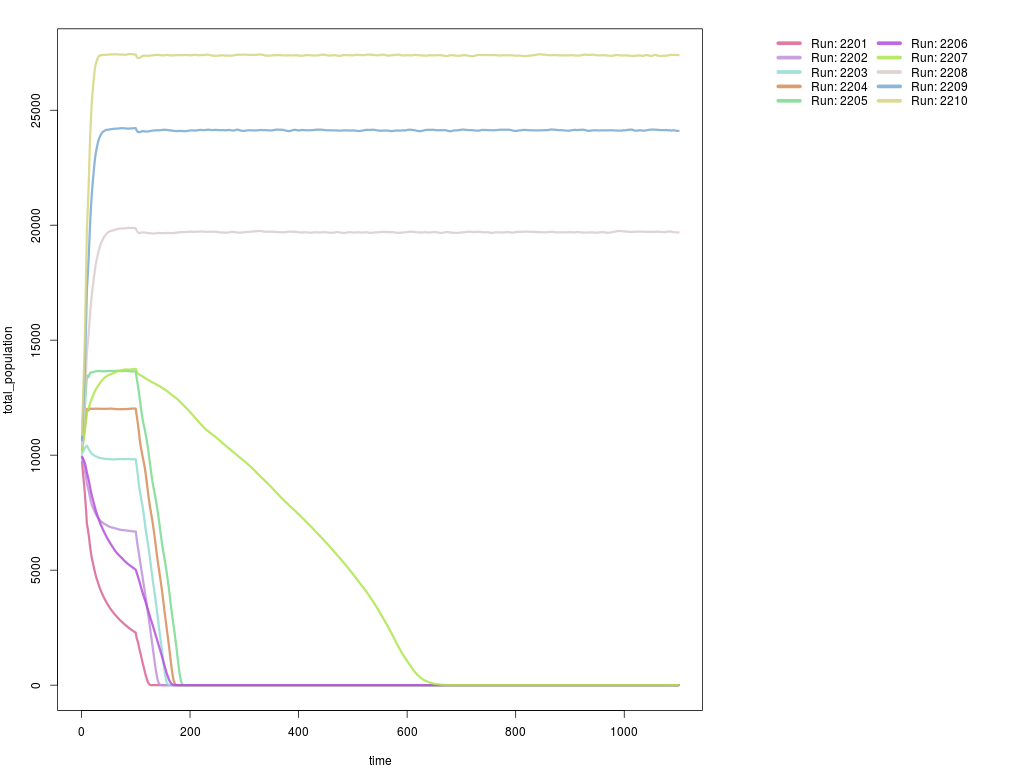 Run: 2201 Run: 2206
Run: 2202 Run: 2207
Run: 2203 Run: 2208
Run: 2204 Run: 2209
Run: 2205 Run: 2210
25000
20000
15000
10000
5000
0
total_population
0 200 400 600 800 1000
time